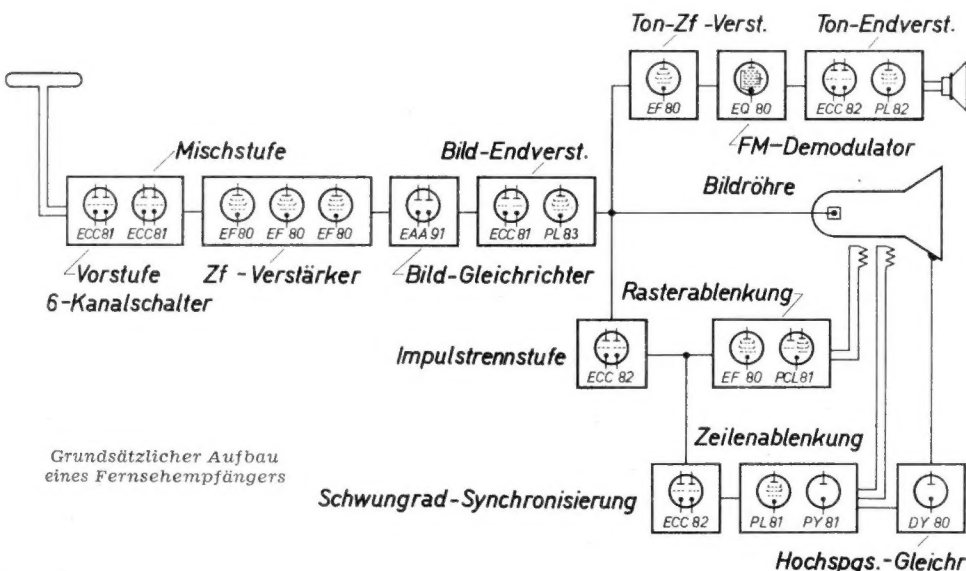 Ton-Zf-Verst.
Ton-Endverst.
EF 80
EQ 80
ECC 82
PL 82
FM-Demodulator
Mischstufe
Bild-Endverst.
Bildröhre
ECC81
ECC81
EF80
EF 80
EF 80
EAA 91
ECC81
PL 83
Vorstufe
6-Kanalschalter
Zf-Verstärker
Bild-Gleichrichter
Rasterablenkung
Impulstrennstufe
ECC 82
EF 80
PCL 81
Zeilenablenkung
Grundsätzlicher Aufbau
eines Fernsehempfängers
Schwungrad-Synchronisierung
ECC 82
PL 81
PY 81
DY 80
Hochspgs.-Gleichr